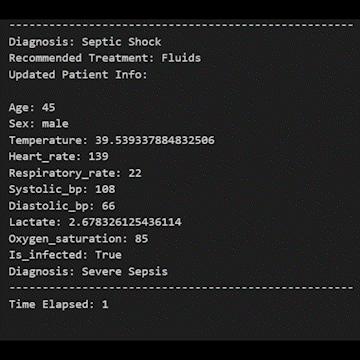 ----------------------------------------------------
Diagnosis: Septic Shock
Recommended Treatment: Fluids
Updated Patient Info:
Age: 45
Sex: male
Temperature: 39.539337884832506
Heart_rate: 139
Respiratory_rate: 22
Systolic_bp: 108
Diastolic_bp: 66
Lactate: 2.678326125436114
Oxygen_saturation: 85
Is_infected: True
Diagnosis: Severe Sepsis
----------------------------------------------------
Time Elapsed: 1